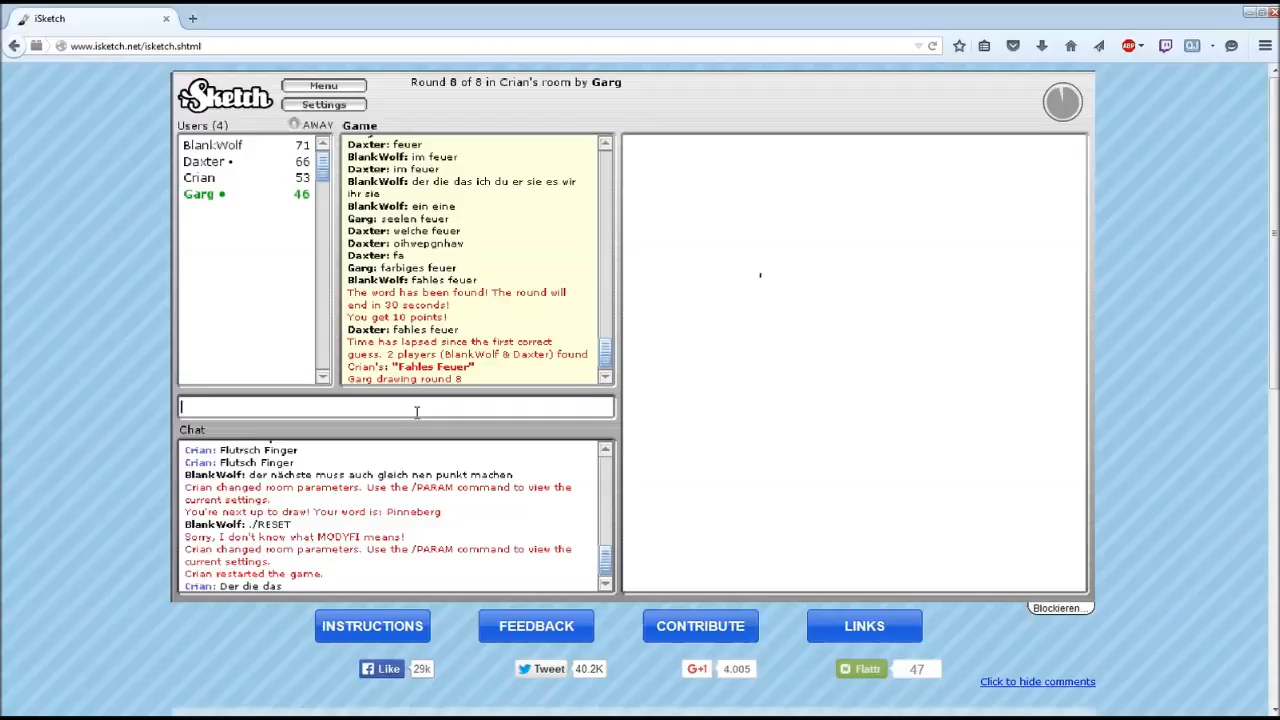 iSketch
www.isketch.net/isketch.shtml
ABP
iSketch
Menu
Settings
Round 8 of 8 in Crian's room by Garg
Users (4)
AWAY
BlankWolf 71
Daxter • 66
Crian 53
Garg • 46
Game
Daxter: feuer
BlankWolf: im feuer
Daxter: im feuer
BlankWolf: der die das ich du er sie es wir
ihr sie
BlankWolf: ein eine
Garg: seelen feuer
Daxter: welche feuer
Daxter: oihwepgnhaw
Daxter: fa
Garg: farbiges feuer
BlankWolf: fahles feuer
The word has been found! The round will
end in 30 seconds!
You get 10 points!
Daxter: fahles feuer
Time has lapsed since the first correct
guess. 2 players (BlankWolf & Daxter) found
Crian's: "Fahles Feuer"
Garg drawing round 8
Chat
Crian: Flutrsch Finger
Crian: Flutsch Finger
BlankWolf: der nächste muss auch gleich nen punkt machen
Crian changed room parameters. Use the /PARAM command to view the
current settings.
You're next up to draw! Your word is: Pinneberg
BlankWolf: ./RESET
Sorry, I don't know what MODYFI means!
Crian changed room parameters. Use the /PARAM command to view the
current settings.
Crian restarted the game.
Crian: Der die das
Blockieren...
INSTRUCTIONS
FEEDBACK
CONTRIBUTE
LINKS
Like 29k
Tweet 40.2K
G+1 4.005
Flattr 47
Click to hide comments